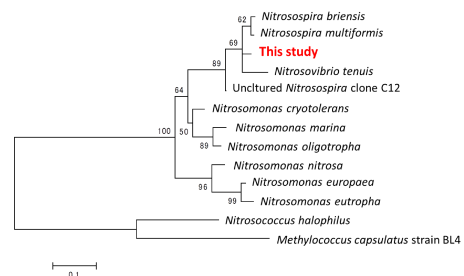 62
Nitrosospira briensis
Nitrosospira multiformis
69
This study
89
Nitrosovibrio tenuis
Uncltured Nitrosospira clone C12
64
Nitrosomonas cryotolerans
100
50
Nitrosomonas marina
89
Nitrosomonas oligotropha
Nitrosomonas nitrosa
96
Nitrosomonas europaea
99
Nitrosomonas eutropha
Nitrosococcus halophilus
Methylococcus capsulatus strain BL4
0.1